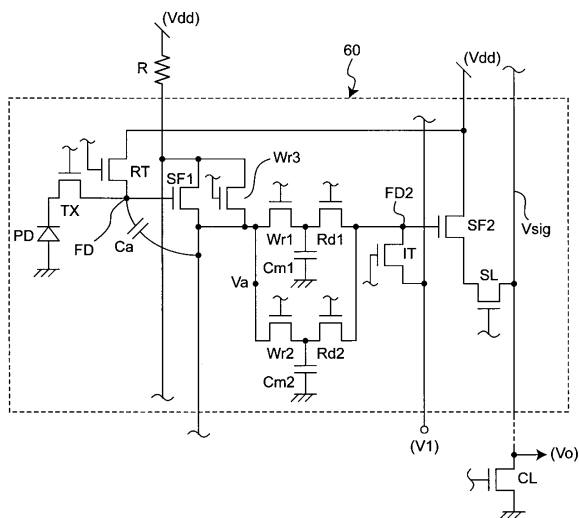 (Vdd)
R
60
(Vdd)
RT
SF1
Wr3
TX
FD2
SF2
Vsig
PD
FD
Ca
Wr1
Rd1
IT
Cm1
SL
Va
Wr2
Rd2
Cm2
(V1)
(Vo)
CL